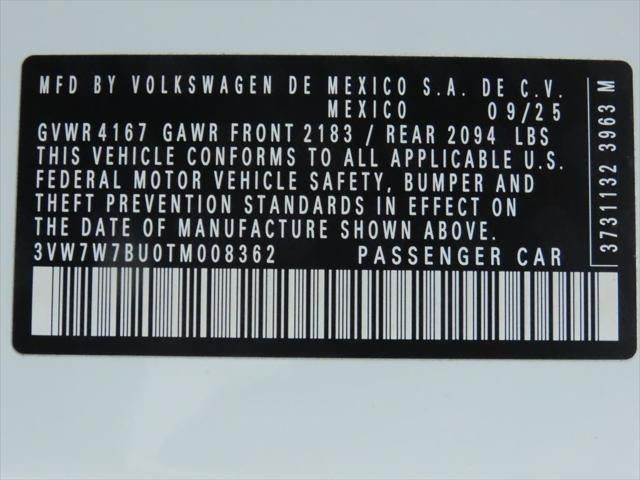 MFD BY VOLKSWAGEN DE MEXICO S.A. DE C.V.
MEXICO 09/25
GVWR 4167 GAWR FRONT 2183 / REAR 2094 LBS
THIS VEHICLE CONFORMS TO ALL APPLICABLE U.S.
FEDERAL MOTOR VEHICLE SAFETY, BUMPER AND
THEFT PREVENTION STANDARDS IN EFFECT ON
THE DATE OF MANUFACTURE SHOWN ABOVE.
3VW7W7BU0TM008362 PASSENGER CAR
3731132 3963 M